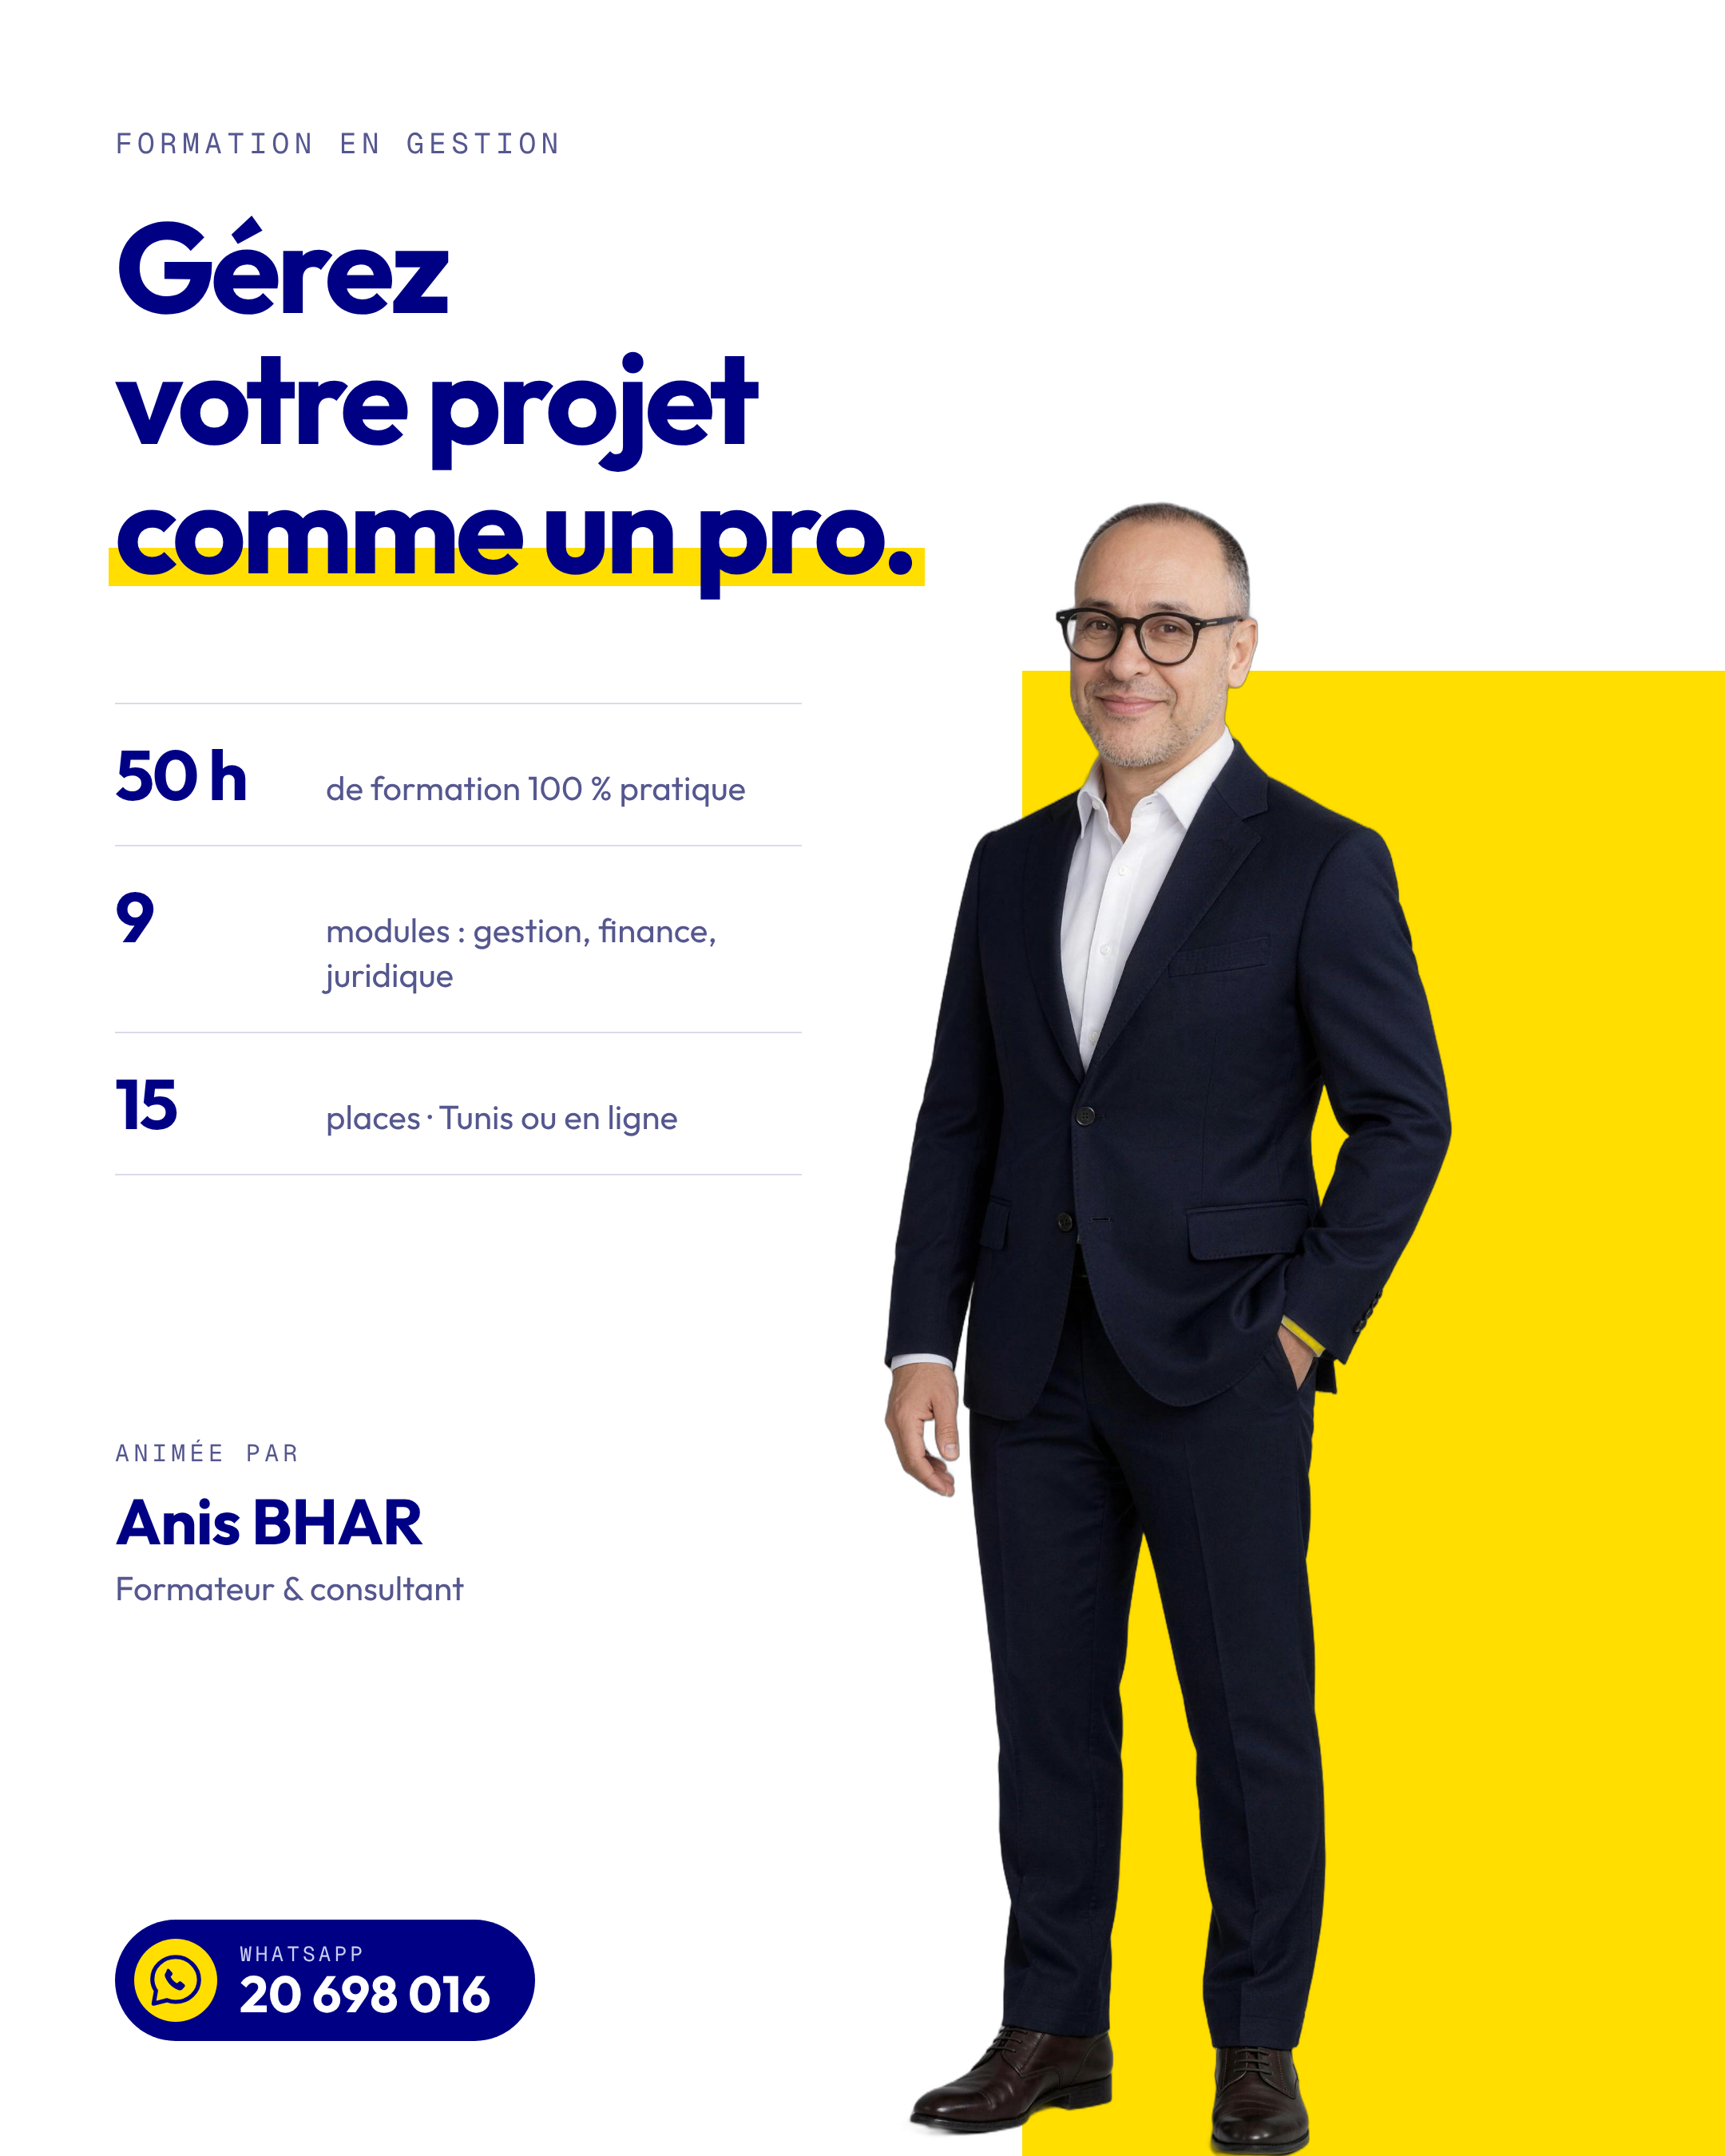 FORMATION EN GESTION
Gérez
votre projet
comme un pro.
50 h
de formation 100 % pratique
9
modules : gestion, finance,
juridique
15
places · Tunis ou en ligne
ANIMÉE PAR
Anis BHAR
Formateur & consultant
WHATSAPP
20 698 016